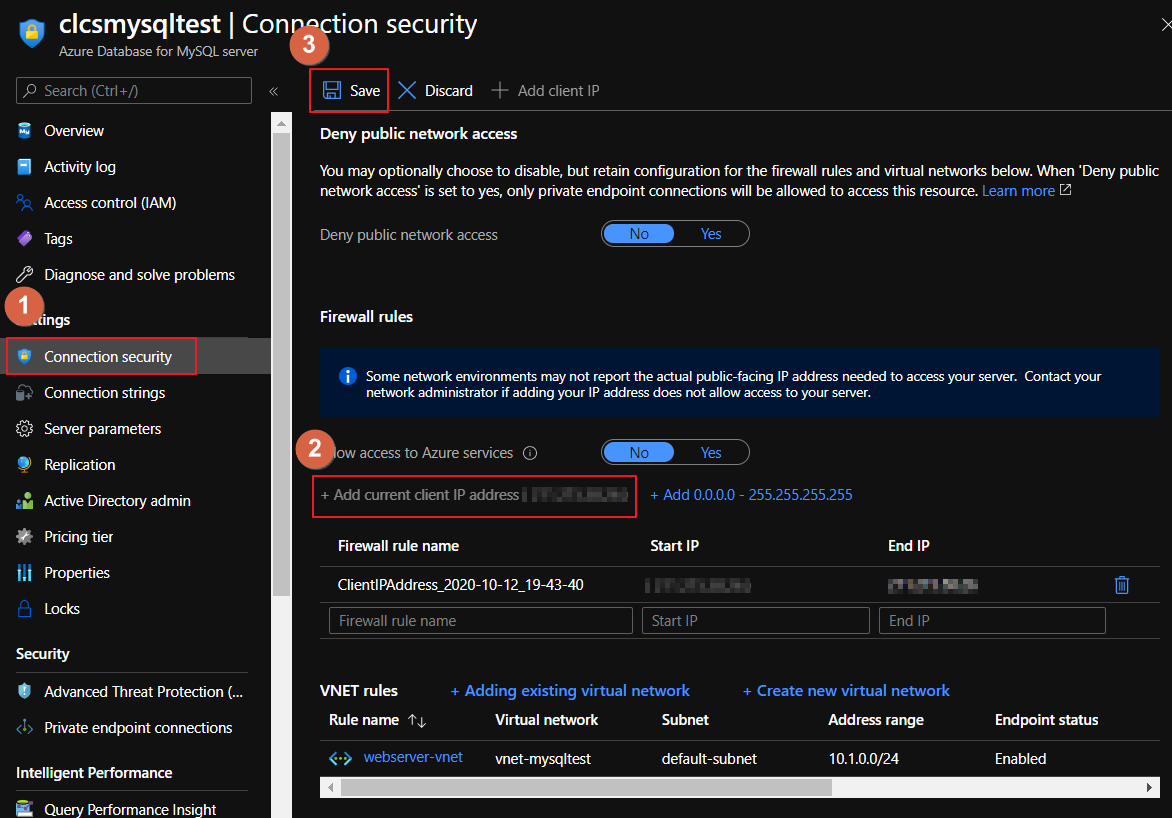 clcsmysqltest | Connection security
Azure Database for MySQL server
3
Search (Ctrl+/)
«
Overview
Activity log
Access control (IAM)
Tags
Diagnose and solve problems
1
tings
Connection security
Connection strings
Server parameters
Replication
Active Directory admin
Pricing tier
Properties
Locks
Security
Advanced Threat Protection (...
Private endpoint connections
Intelligent Performance
Query Performance Insight
Save
Discard
Add client IP
Deny public network access
You may optionally choose to disable, but retain configuration for the firewall rules and virtual networks below. When 'Deny public
network access' is set to yes, only private endpoint connections will be allowed to access this resource. Learn more
Deny public network access No Yes
Firewall rules
Some network environments may not report the actual public-facing IP address needed to access your server. Contact your
network administrator if adding your IP address does not allow access to your server.
2
low access to Azure services No Yes
+ Add current client IP address
+ Add 0.0.0.0 - 255.255.255.255
Firewall rule name Start IP End IP
ClientIPAddress_2020-10-12_19-43-40
Firewall rule name Start IP End IP
VNET rules + Adding existing virtual network + Create new virtual network
Rule name Virtual network Subnet Address range Endpoint status
webserver-vnet vnet-mysqltest default-subnet 10.1.0.0/24 Enabled